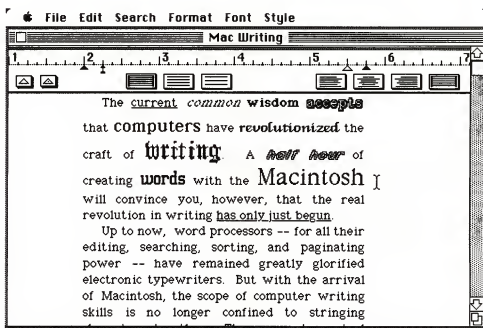 File Edit Search Format Font Style
Mac Writing
1 2 3 4 5 6 7
The current common wisdom accepts
that computers have revolutionized the
craft of writing. A half hour of
creating words with the Macintosh
will convince you, however, that the real
revolution in writing has only just begun.
Up to now, word processors -- for all their
editing, searching, sorting, and paginating
power -- have remained greatly glorified
electronic typewriters. But with the arrival
of Macintosh, the scope of computer writing
skills is no longer confined to stringing